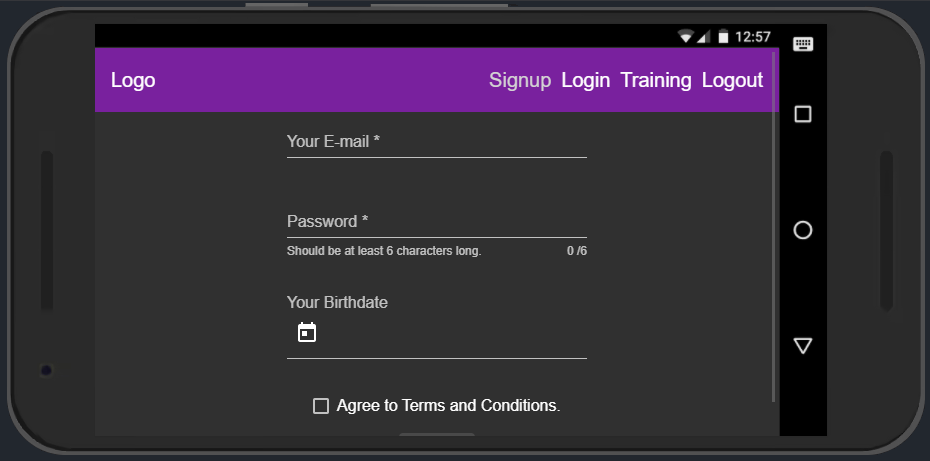 12:57
Logo Signup Login Training Logout
Your E-mail *
Password *
Should be at least 6 characters long. 0 /6
Your Birthdate
Agree to Terms and Conditions.